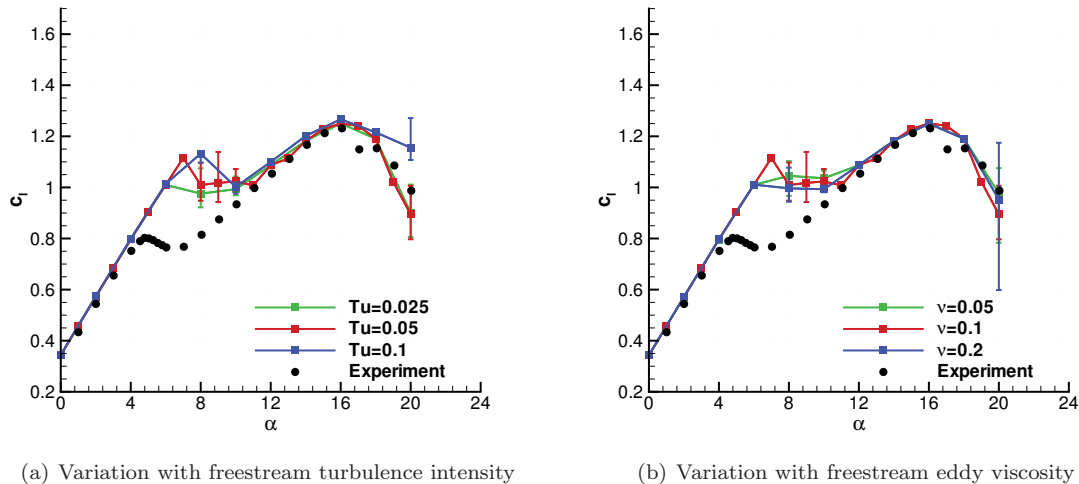 1.6
1.4
1.2
1
0.8
0.6
0.4
0.2
c_l
0 4 8 12 16 20 24
α
Tu=0.025
Tu=0.05
Tu=0.1
Experiment
(a) Variation with freestream turbulence intensity
1.6
1.4
1.2
1
0.8
0.6
0.4
0.2
c_l
0 4 8 12 16 20 24
α
ν=0.05
ν=0.1
ν=0.2
Experiment
(b) Variation with freestream eddy viscosity